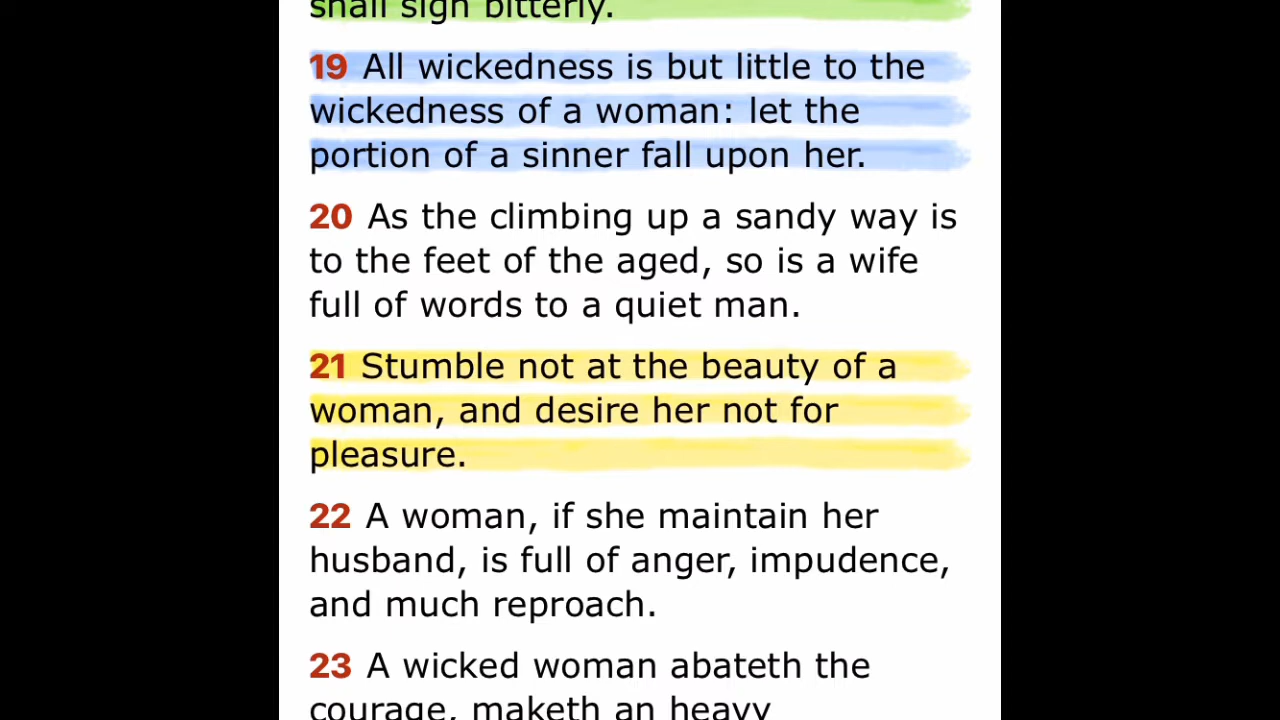 shall sigh bitterly.
19 All wickedness is but little to the
wickedness of a woman: let the
portion of a sinner fall upon her.
20 As the climbing up a sandy way is
to the feet of the aged, so is a wife
full of words to a quiet man.
21 Stumble not at the beauty of a
woman, and desire her not for
pleasure.
22 A woman, if she maintain her
husband, is full of anger, impudence,
and much reproach.
23 A wicked woman abateth the
courage, maketh an heavy